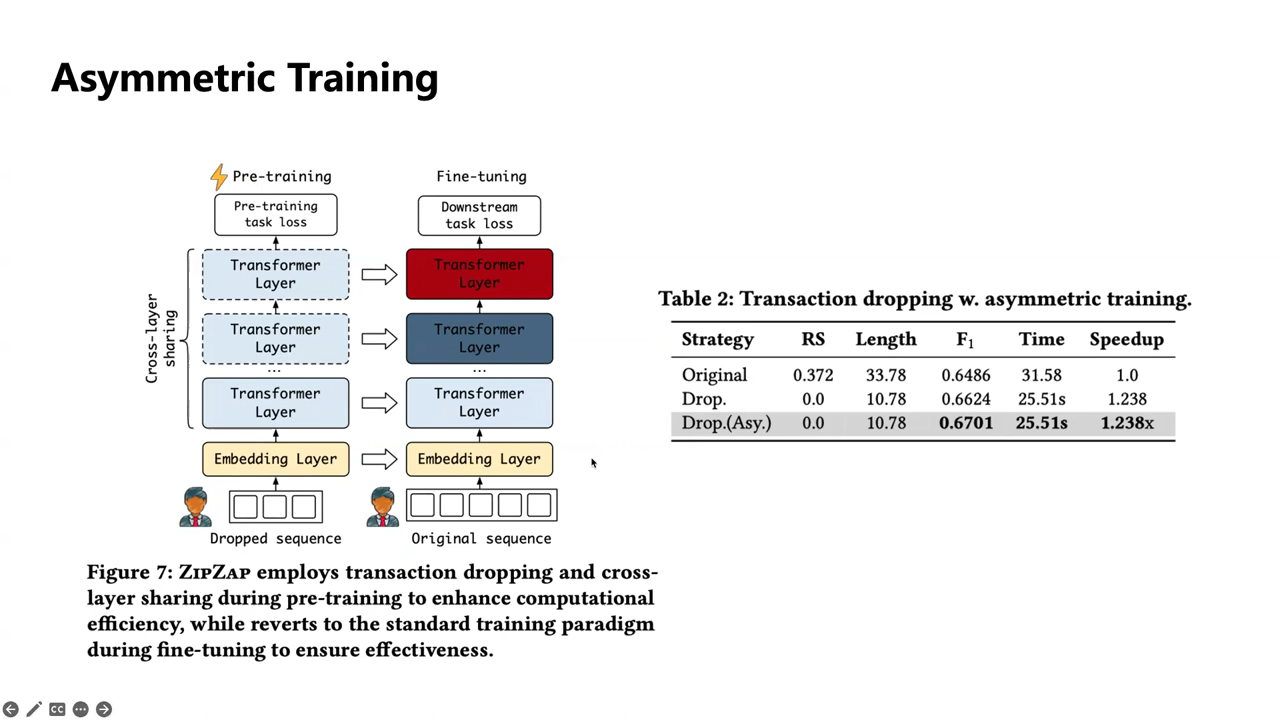 Asymmetric Training
Pre-training
Fine-tuning
Pre-training
task loss
Downstream
task loss
Cross-layer
sharing
Transformer
Layer
Transformer
Layer
Transformer
Layer
Transformer
Layer
...
...
Transformer
Layer
Transformer
Layer
Embedding Layer
Embedding Layer
Dropped sequence
Original sequence
Figure 7: ZIPZAP employs transaction dropping and cross-
layer sharing during pre-training to enhance computational
efficiency, while reverts to the standard training paradigm
during fine-tuning to ensure effectiveness.
Table 2: Transaction dropping w. asymmetric training.
Strategy RS Length F₁ Time Speedup
Original 0.372 33.78 0.6486 31.58 1.0
Drop. 0.0 10.78 0.6624 25.51s 1.238
Drop.(Asy.) 0.0 10.78 0.6701 25.51s 1.238x
CC